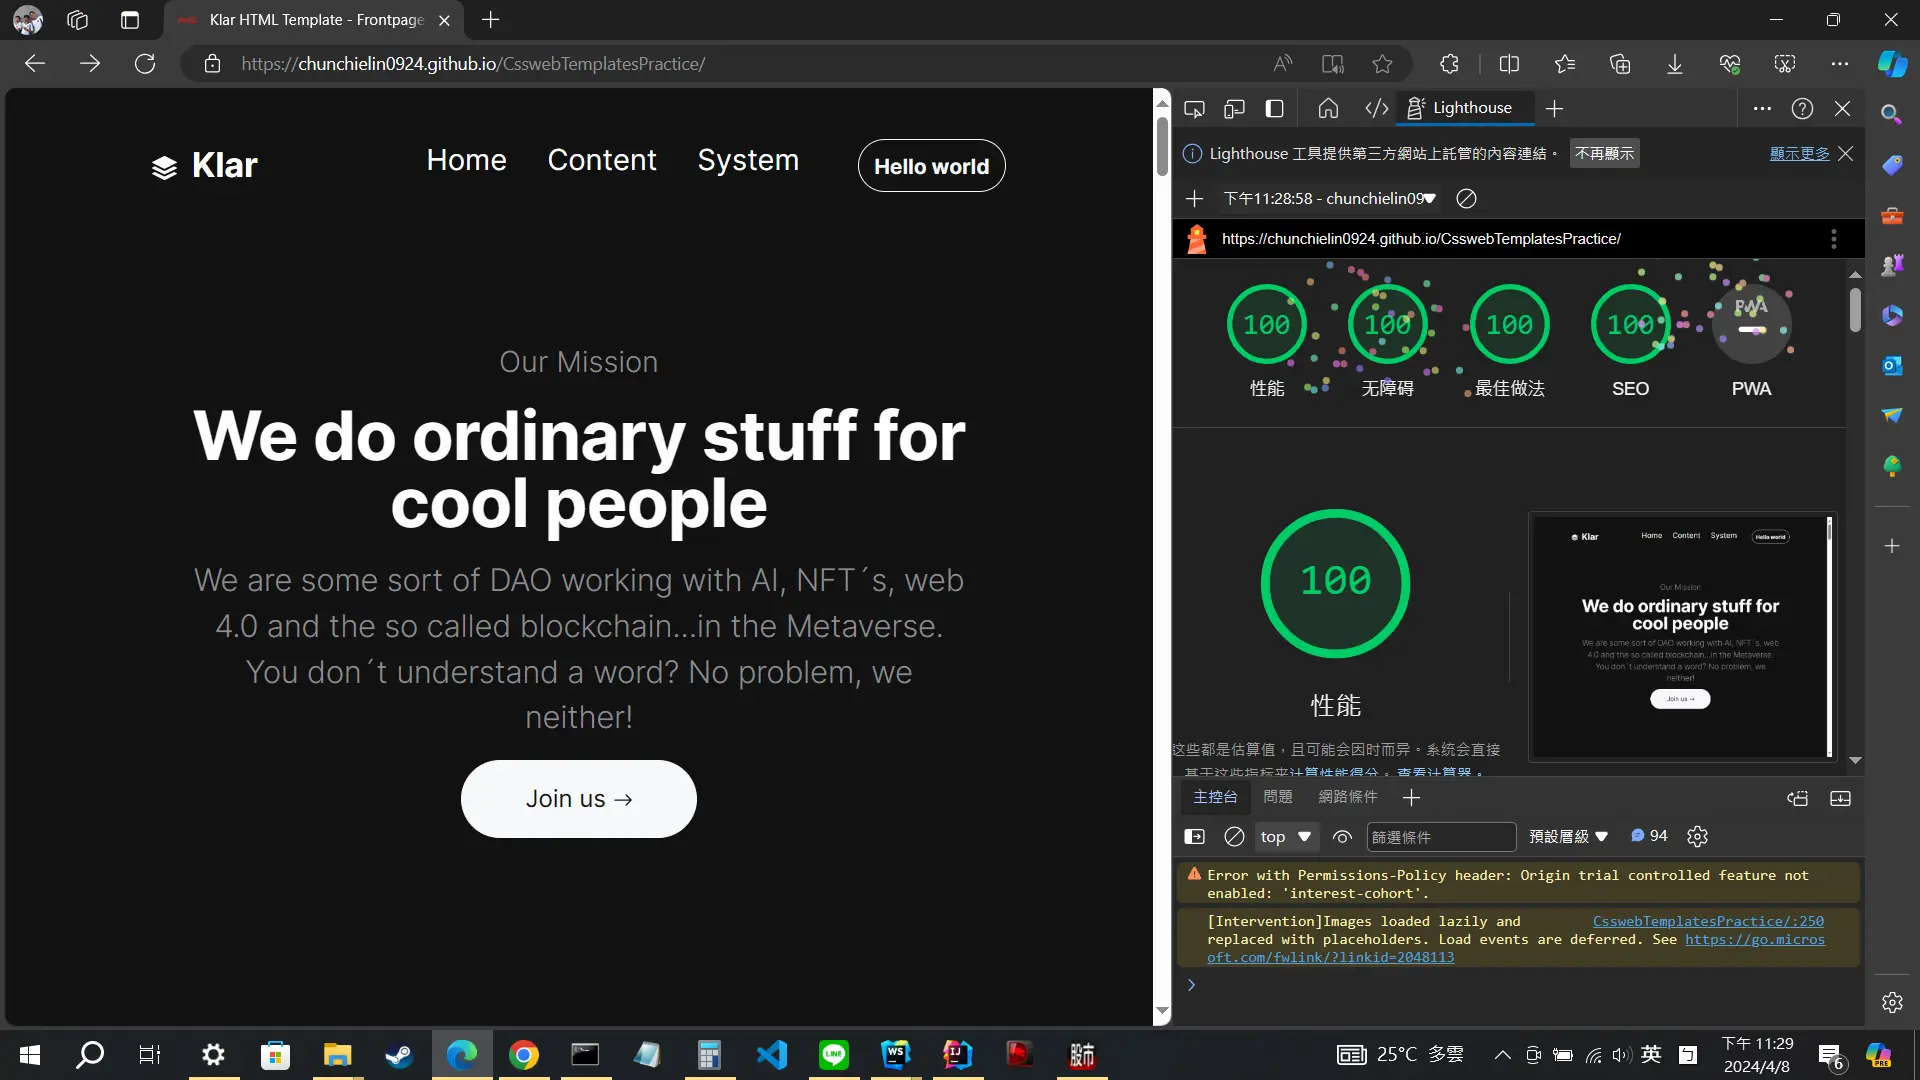 Klar HTML Template - Frontpage
https://chunchielin0924.github.io/CsswebTemplatesPractice/
Klar
Home
Content
System
Hello world
Our Mission
We do ordinary stuff for
cool people
We are some sort of DAO working with AI, NFT´s, web
4.0 and the so called blockchain...in the Metaverse.
You don´t understand a word? No problem, we
neither!
Join us →
Lighthouse
Lighthouse 工具提供第三方網站上託管的內容連結。
不再顯示
顯示更多
下午11:28:58 - chunchielin09
https://chunchielin0924.github.io/CsswebTemplatesPractice/
100
100
100
100
PWA
性能
无障碍
最佳做法
SEO
PWA
100
性能
这些都是估算值，且可能会因时而异。系统会直接
基于这些指标来计算性能得分。查看计算器。
Klar
Home
Content
System
Hello world
Our Mission
We do ordinary stuff for
cool people
We are some sort of DAO working with AI, NFT´s, web
4.0 and the so called blockchain...in the Metaverse.
You don´t understand a word? No problem, we
neither!
Join us →
主控台
問題
網路條件
top
篩選條件
預設層級
94
Error with Permissions-Policy header: Origin trial controlled feature not
enabled: 'interest-cohort'.
[Intervention]Images loaded lazily and
CsswebTemplatesPractice/:250
replaced with placeholders. Load events are deferred. See https://go.micros
oft.com/fwlink/?linkid=2048113
LINE
WS
IJ
股市
25°C 多雲
英
下午 11:29
2024/4/8
6
PRE